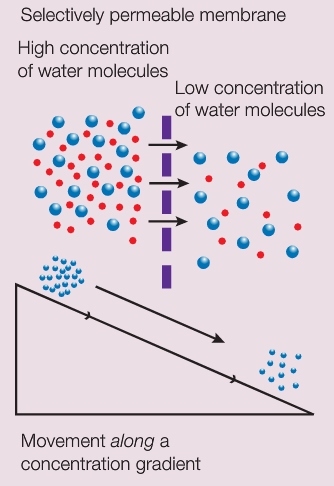 Selectively permeable membrane
High concentration
of water molecules
Low concentration
of water molecules
Movement along a
concentration gradient